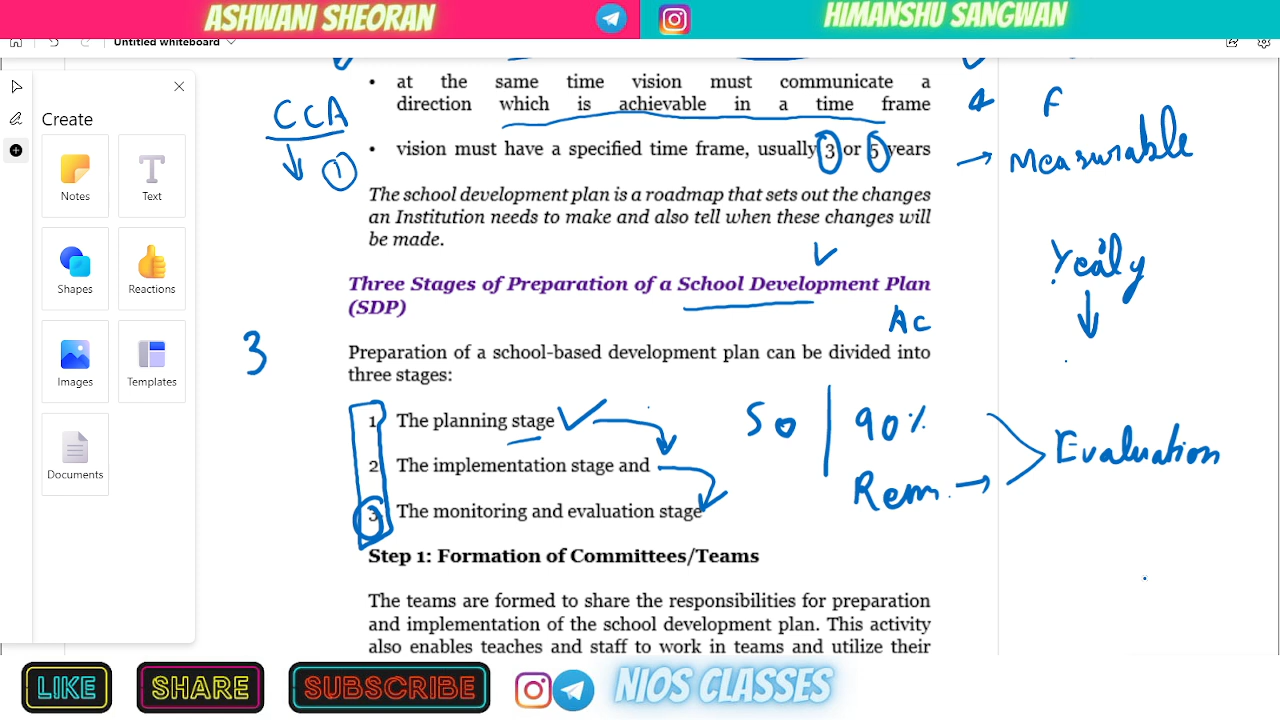 ASHWANI SHEORAN
HIMANSHU SANGWAN
Untitled whiteboard
Create
Notes
Text
Shapes
Reactions
Images
Templates
Documents
• at the same time vision must communicate a
direction which is achievable in a time frame
• vision must have a specified time frame, usually 3 or 5 years
The school development plan is a roadmap that sets out the changes
an Institution needs to make and also tell when these changes will
be made.
Three Stages of Preparation of a School Development Plan
(SDP)
Preparation of a school-based development plan can be divided into
three stages:
1. The planning stage
2. The implementation stage and
3. The monitoring and evaluation stage
Step 1: Formation of Committees/Teams
The teams are formed to share the responsibilities for preparation
and implementation of the school development plan. This activity
also enables teaches and staff to work in teams and utilize their
CCA
1
3
AC
90%
Rem
Measurable
Yealy
Evaluation
LIKE
SHARE
SUBSCRIBE
NIOS CLASSES